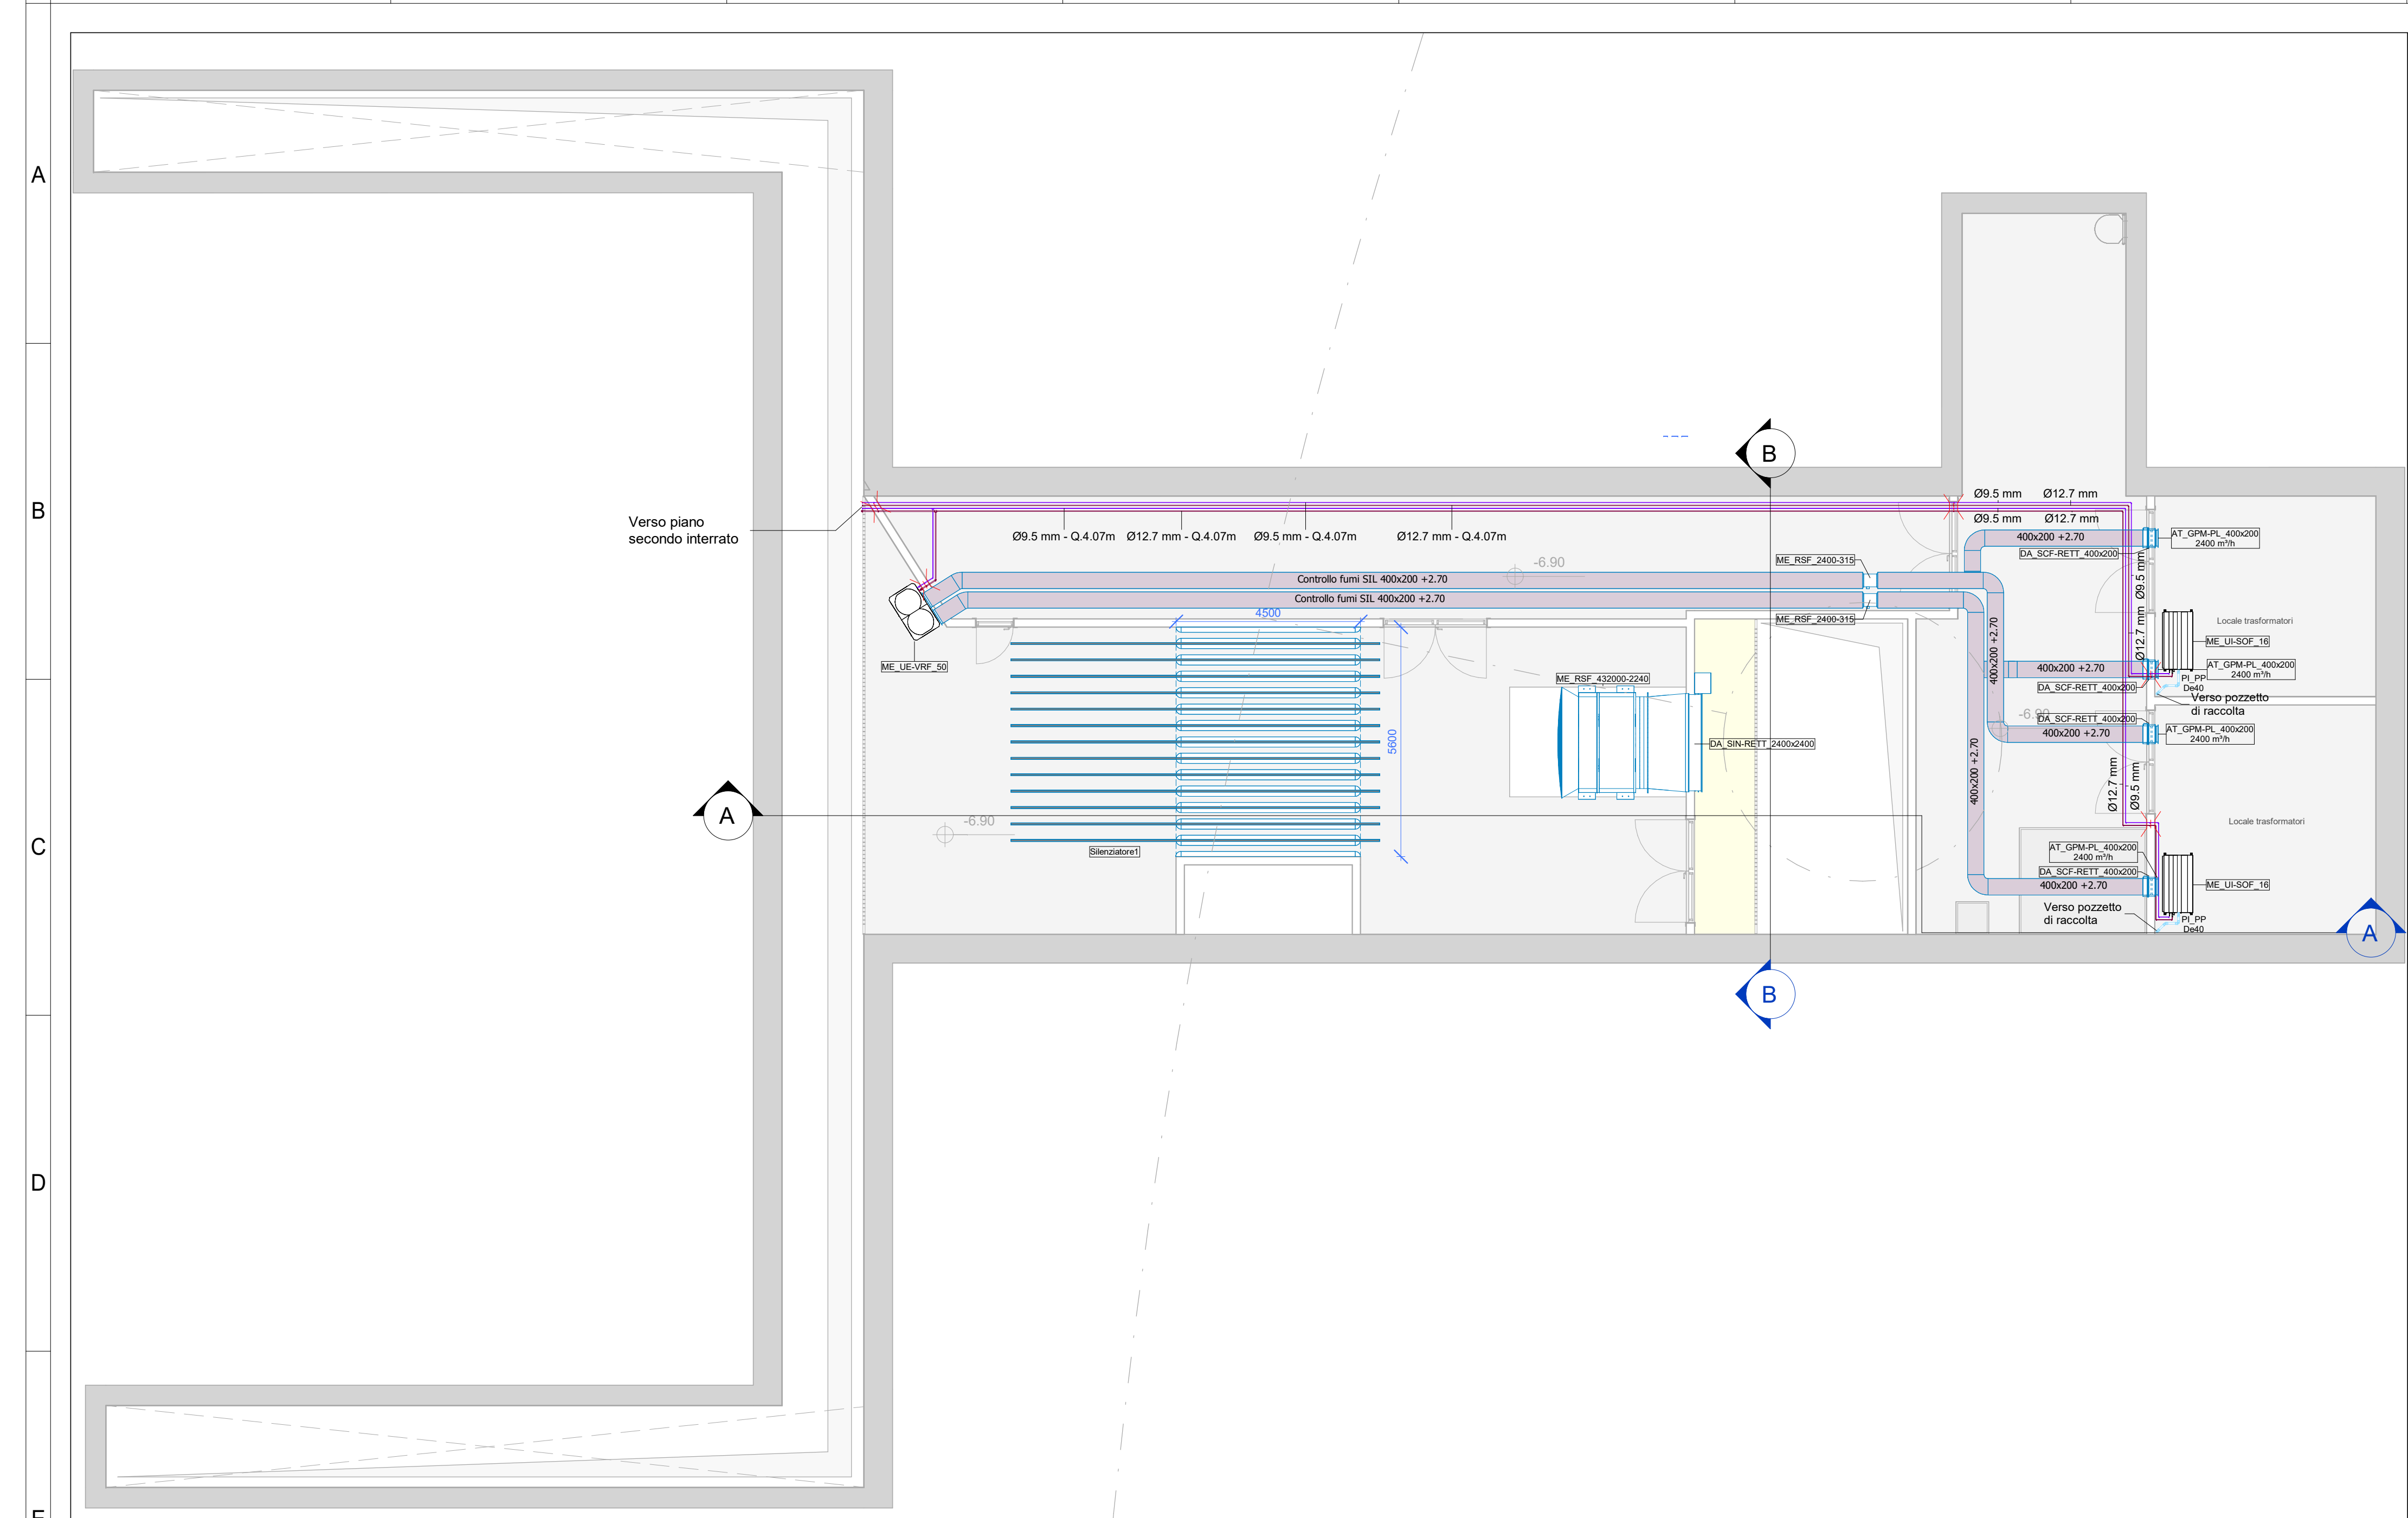 A
B
B
Ø9.5 mm
Ø12.7 mm
Verso piano
secondo interrato
Ø9.5 mm
Ø12.7 mm
Ø9.5 mm - Q.4.07m
Ø12.7 mm - Q.4.07m
Ø9.5 mm - Q.4.07m
Ø12.7 mm - Q.4.07m
400x200 +2.70
AT_GPM-PL_400x200
2400 m³/h
DA_SCF-RETT_400x200
-6.90
ME_RSF_2400-315
Ø12.7 mm
Ø9.5 mm
Controllo fumi SIL 400x200 +2.70
Controllo fumi SIL 400x200 +2.70
4500
ME_RSF_2400-315
Locale trasformatori
ME_UI-SOF_16
400x200 +2.70
ME_UE-VRF_50
400x200 +2.70
AT_GPM-PL_400x200
2400 m³/h
ME_RSF_432000-2240
DA_SCF-RETT_400x200
PI_PP
De40
Verso pozzetto
di raccolta
-6.90
DA_SCF-RETT_400x200
400x200 +2.70
AT_GPM-PL_400x200
2400 m³/h
5600
DA_SIN-RETT_2400x2400
400x200 +2.70
Ø12.7 mm
Ø9.5 mm
A
-6.90
Locale trasformatori
C
Silenziatore1
AT_GPM-PL_400x200
2400 m³/h
DA_SCF-RETT_400x200
400x200 +2.70
ME_UI-SOF_16
Verso pozzetto
di raccolta
PI_PP
De40
A
B
D
E